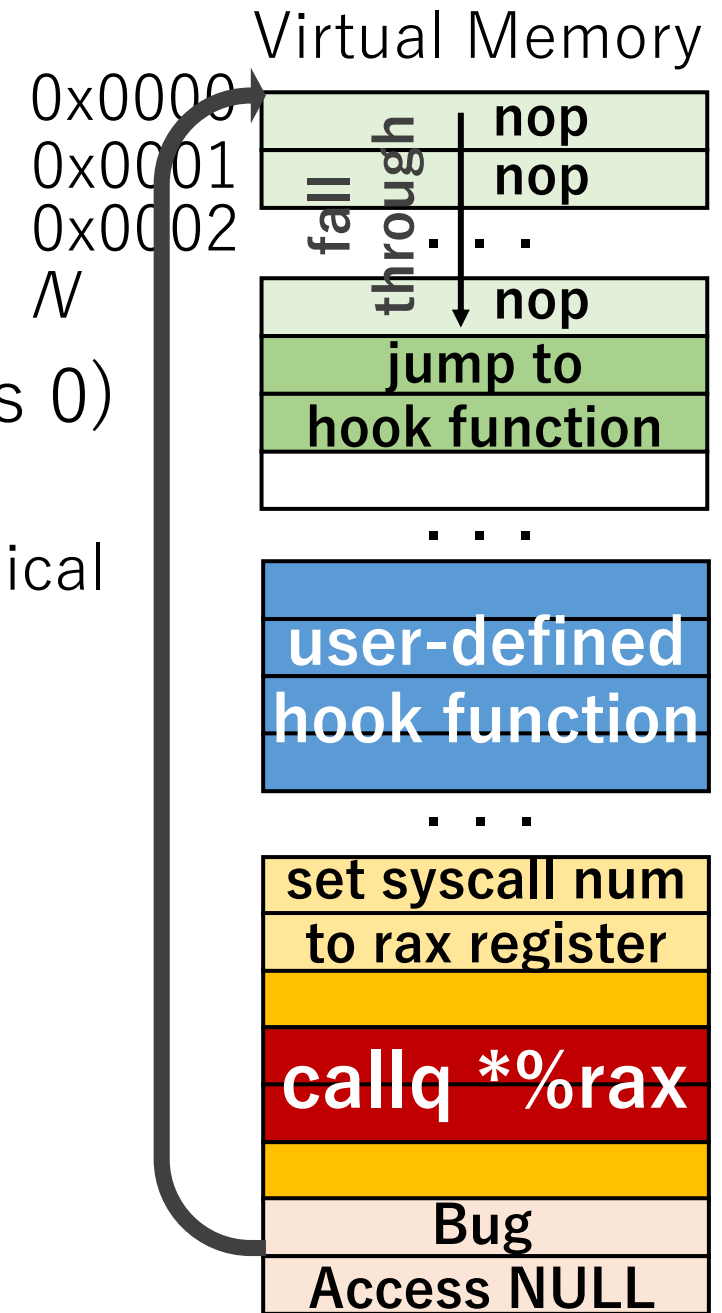 Virtual Memory
0x0000
nop
0x0001
nop
0x0002
. . .
fall
through
N
nop
jump to
s 0)
hook function
. . .
ical
user-defined
hook function
. . .
set syscall num
to rax register
callq *%rax
Bug
Access NULL